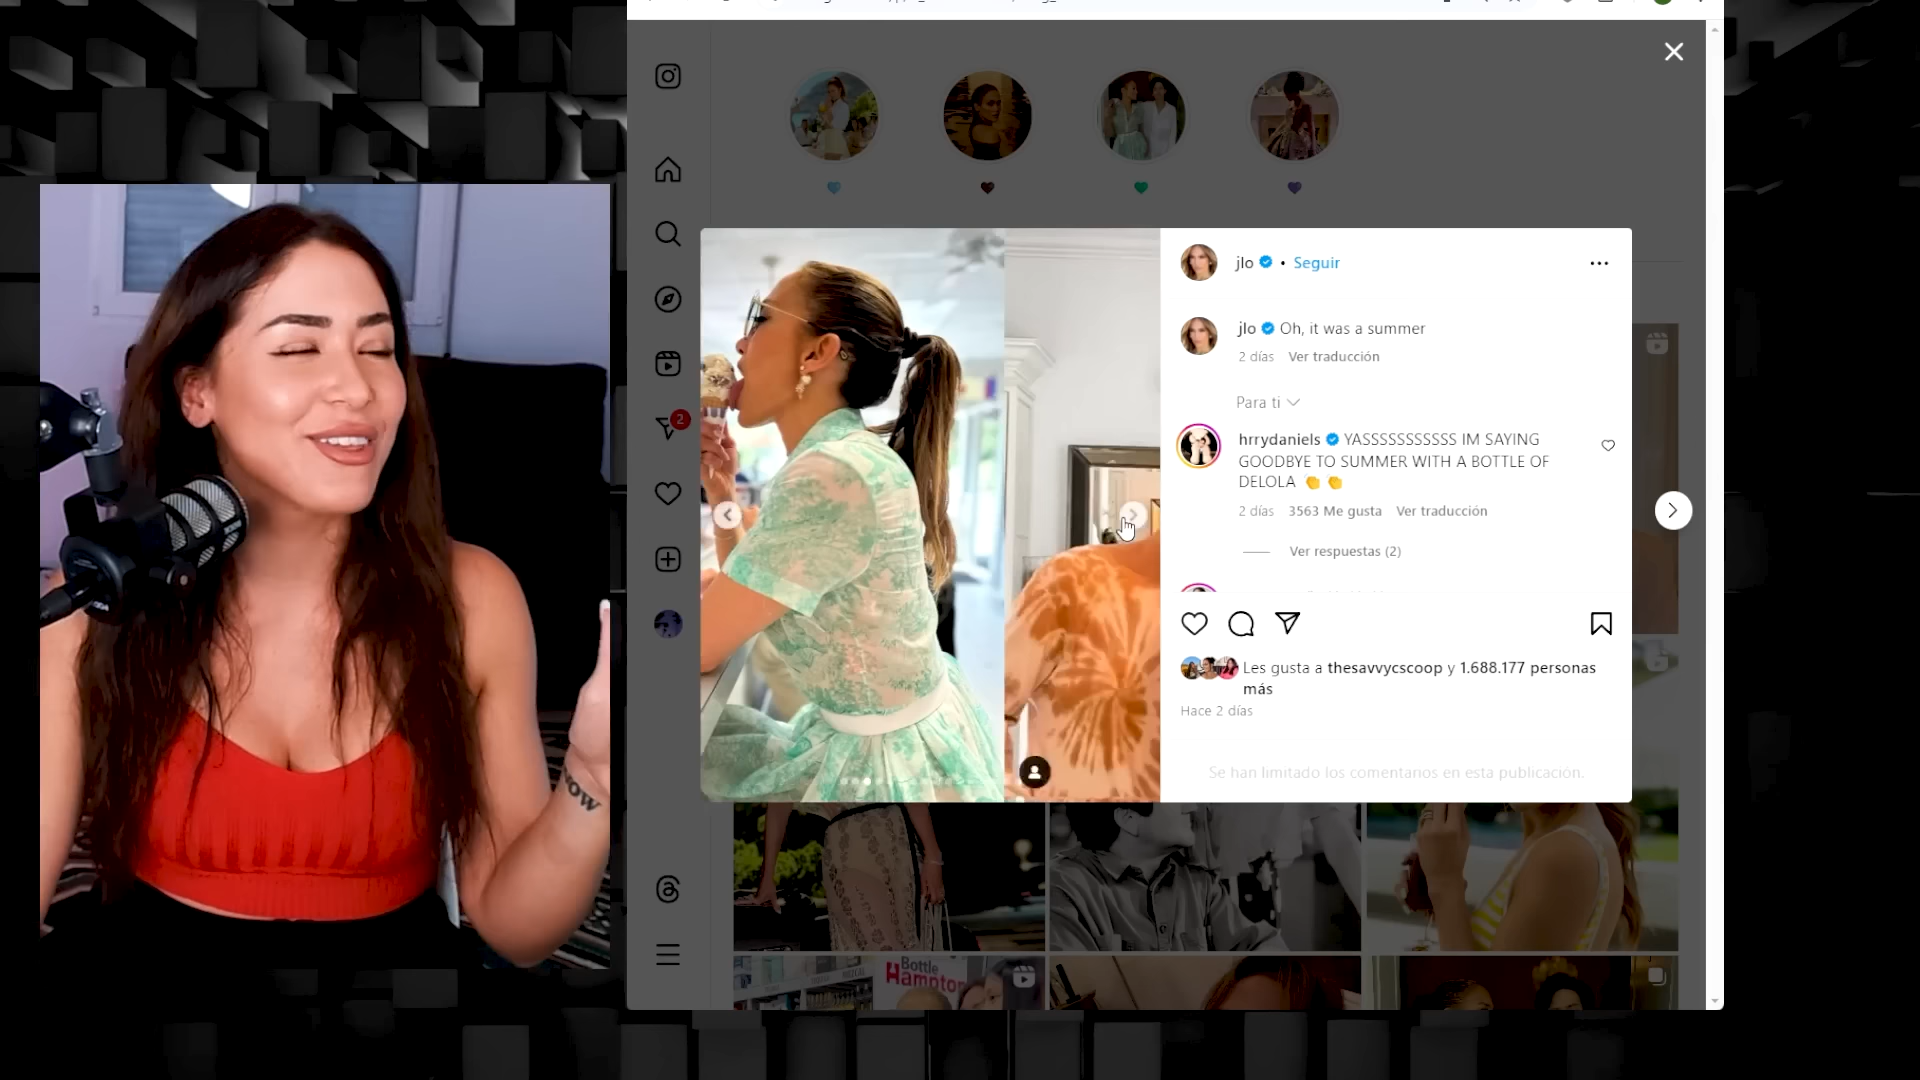 jlo • Seguir
jlo Oh, it was a summer
2 días Ver traducción
Para ti
hrrydaniels YASSSSSSSSSSS IM SAYING
GOODBYE TO SUMMER WITH A BOTTLE OF
DELOLA
2 días 3563 Me gusta Ver traducción
Ver respuestas (2)
2
Les gusta a thesavvycscoop y 1.688.177 personas
más
Hace 2 días
Se han limitado los comentarios en esta publicación.
Bottle
Hampton